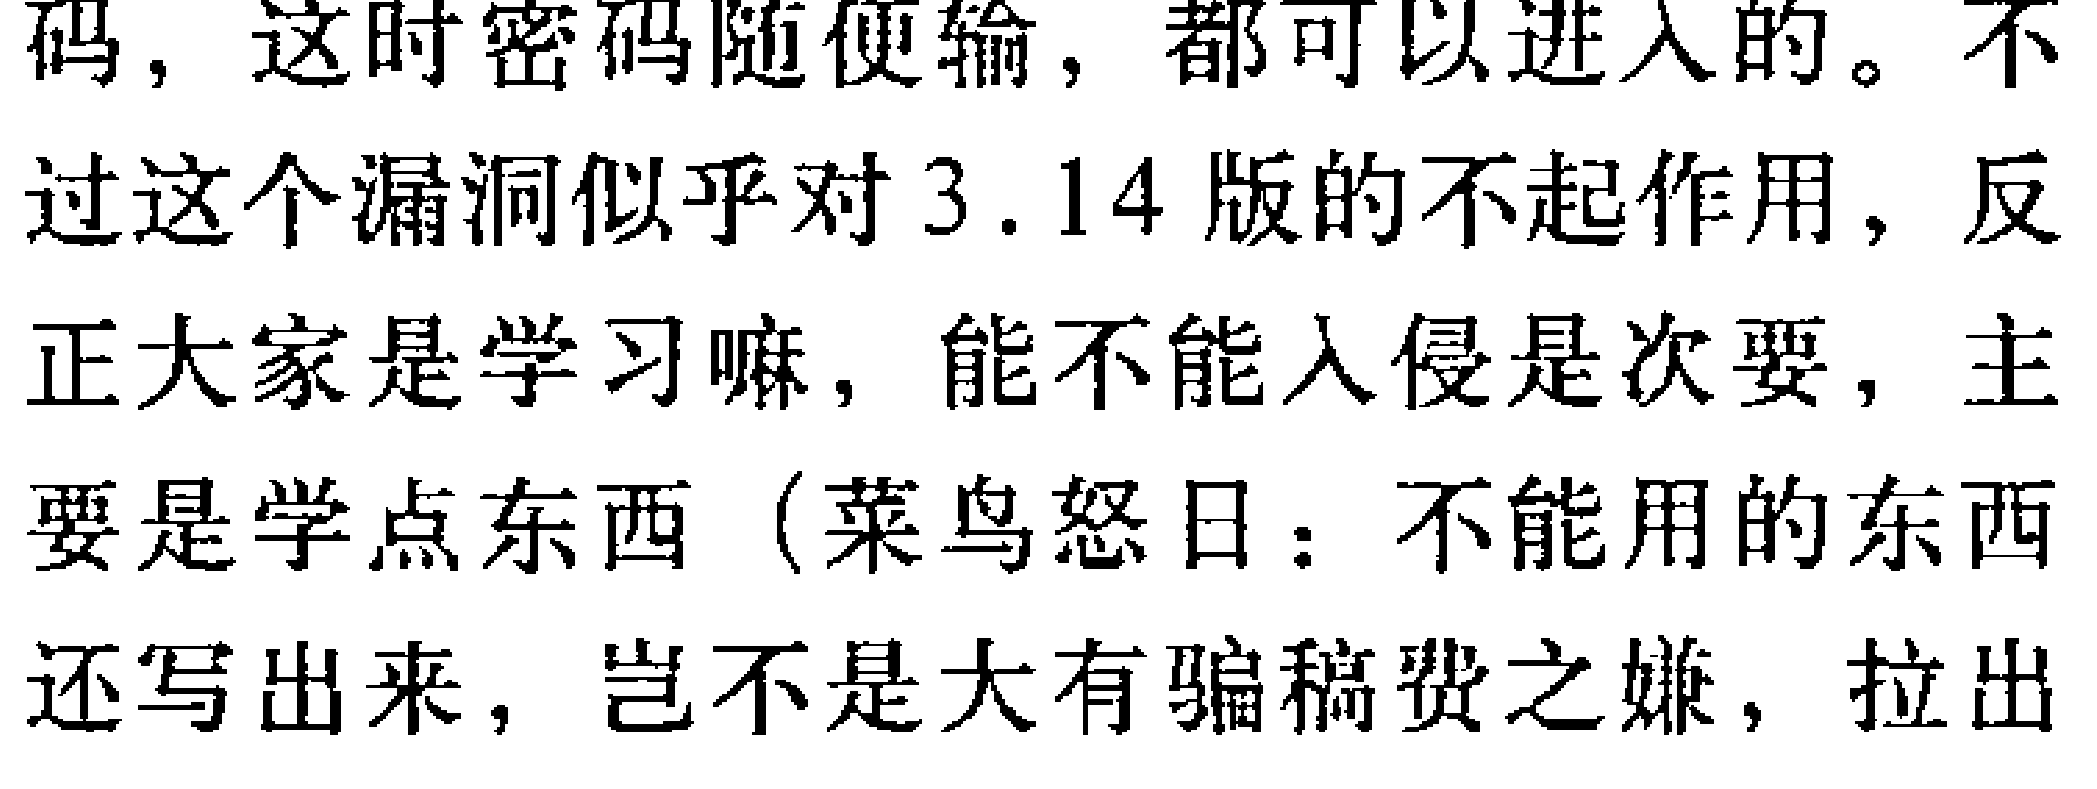 码，这时密码随便输，都可以进入的。不
过这个漏洞似乎对3.14版的不起作用，反
正大家是学习嘛，能不能入侵是次要，主
要是学点东西（菜鸟怒日：不能用的东西
还写出来，岂不是大有骗稿费之嫌，拉出